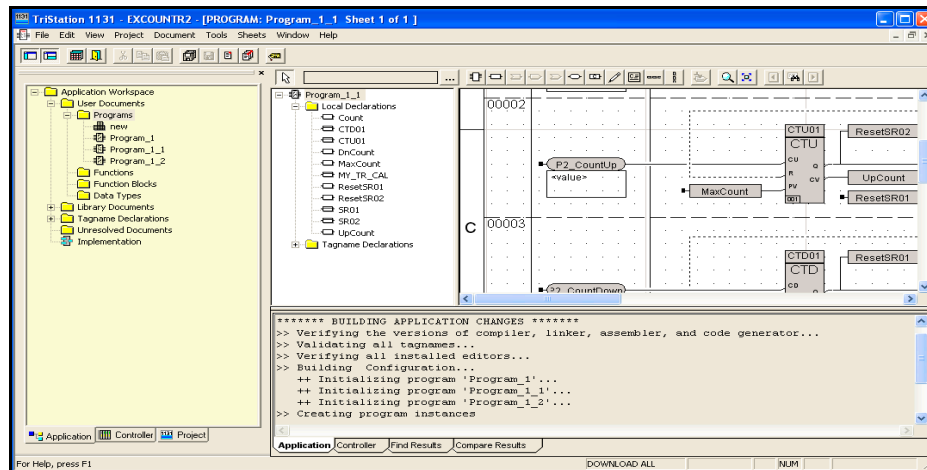 1131 TriStation 1131 - EXCOUNTR2 - [PROGRAM: Program_1_1 Sheet 1 of 1 ]
File Edit View Project Document Tools Sheets Window Help
Application Workspace
User Documents
Programs
new
Program_1
Program_1_1
Program_1_2
Functions
Function Blocks
Data Types
Library Documents
Tagname Declarations
Unresolved Documents
Implementation
Application Controller Project
...
Program_1_1
Local Declarations
Count
CTD01
CTU01
DnCount
MaxCount
MY_TR_CAL
ResetSR01
ResetSR02
SR01
SR02
UpCount
Tagname Declarations
00002
CTU01
ResetSR02
CTU
P2_CountUp
CU Q
<value>
R CV
UpCount
MaxCount
PV
ResetSR01
001
C
00003
CTD01
ResetSR01
CTD
P2_CountDown
CD Q
******* BUILDING APPLICATION CHANGES *******
>> Verifying the versions of compiler, linker, assembler, and code generator...
>> Validating all tagnames...
>> Verifying all installed editors...
>> Building Configuration...
++ Initializing program 'Program_1'...
++ Initializing program 'Program_1_1'...
++ Initializing program 'Program_1_2'...
>> Creating program instances
Application Controller Find Results Compare Results
For Help, press F1
DOWNLOAD ALL
NUM